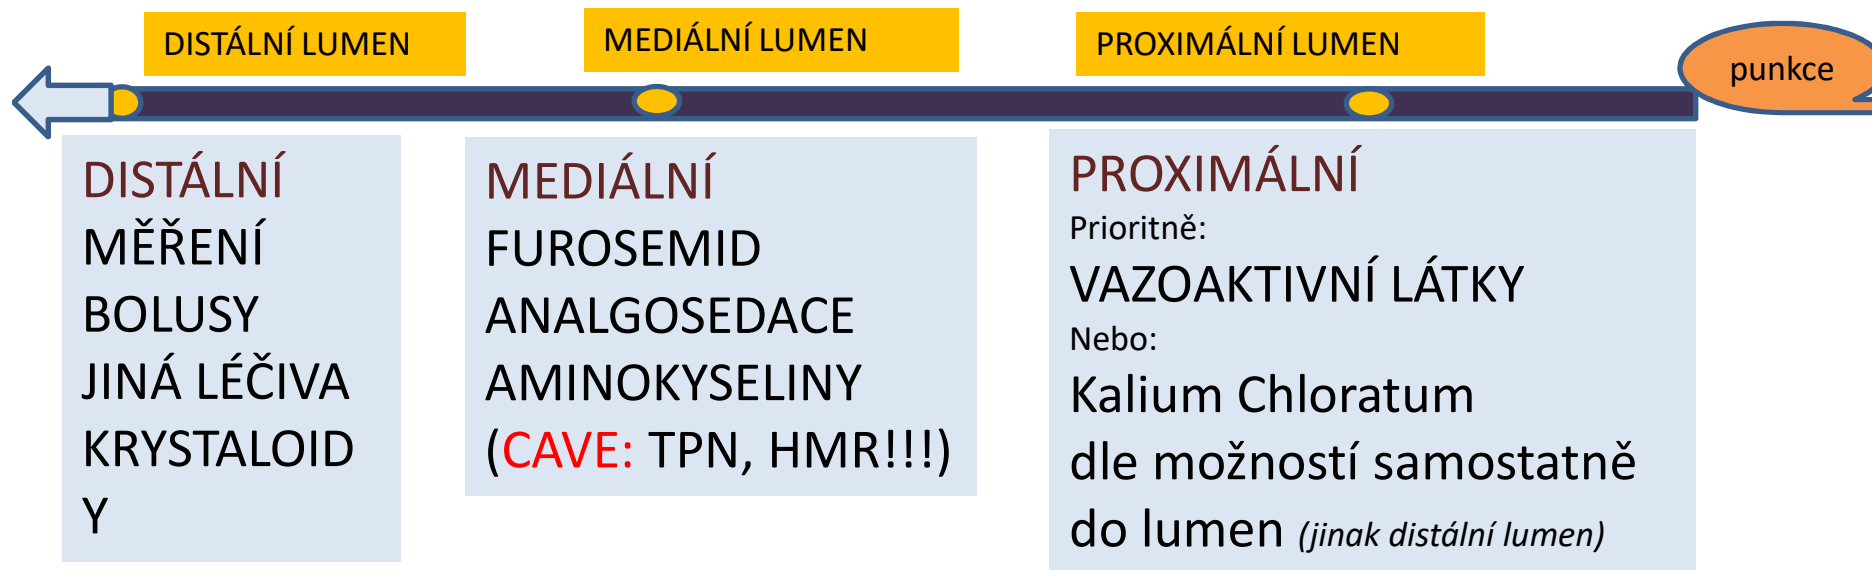 DISTÁLNÍ LUMEN
MEDIÁLNÍ LUMEN
PROXIMÁLNÍ LUMEN
punkce
DISTÁLNÍ
MĚŘENÍ
BOLUSY
JINÁ LÉČIVA
KRYSTALOID
Y
MEDIÁLNÍ
FUROSEMID
ANALGOSEDACE
AMINOKYSELINY
(CAVE: TPN, HMR!!!)
PROXIMÁLNÍ
Prioritně:
VAZOAKTIVNÍ LÁTKY
Nebo:
Kalium Chloratum
dle možností samostatně
do lumen (jinak distální lumen)